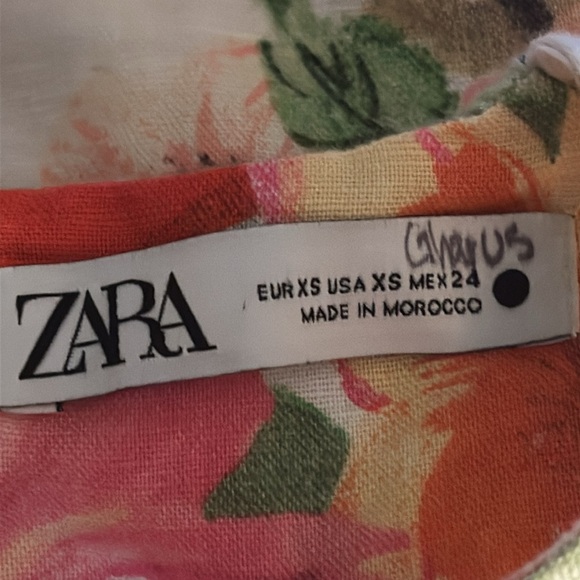 ZARA
EUR XS USA XS MEX 24
MADE IN MOROCCO